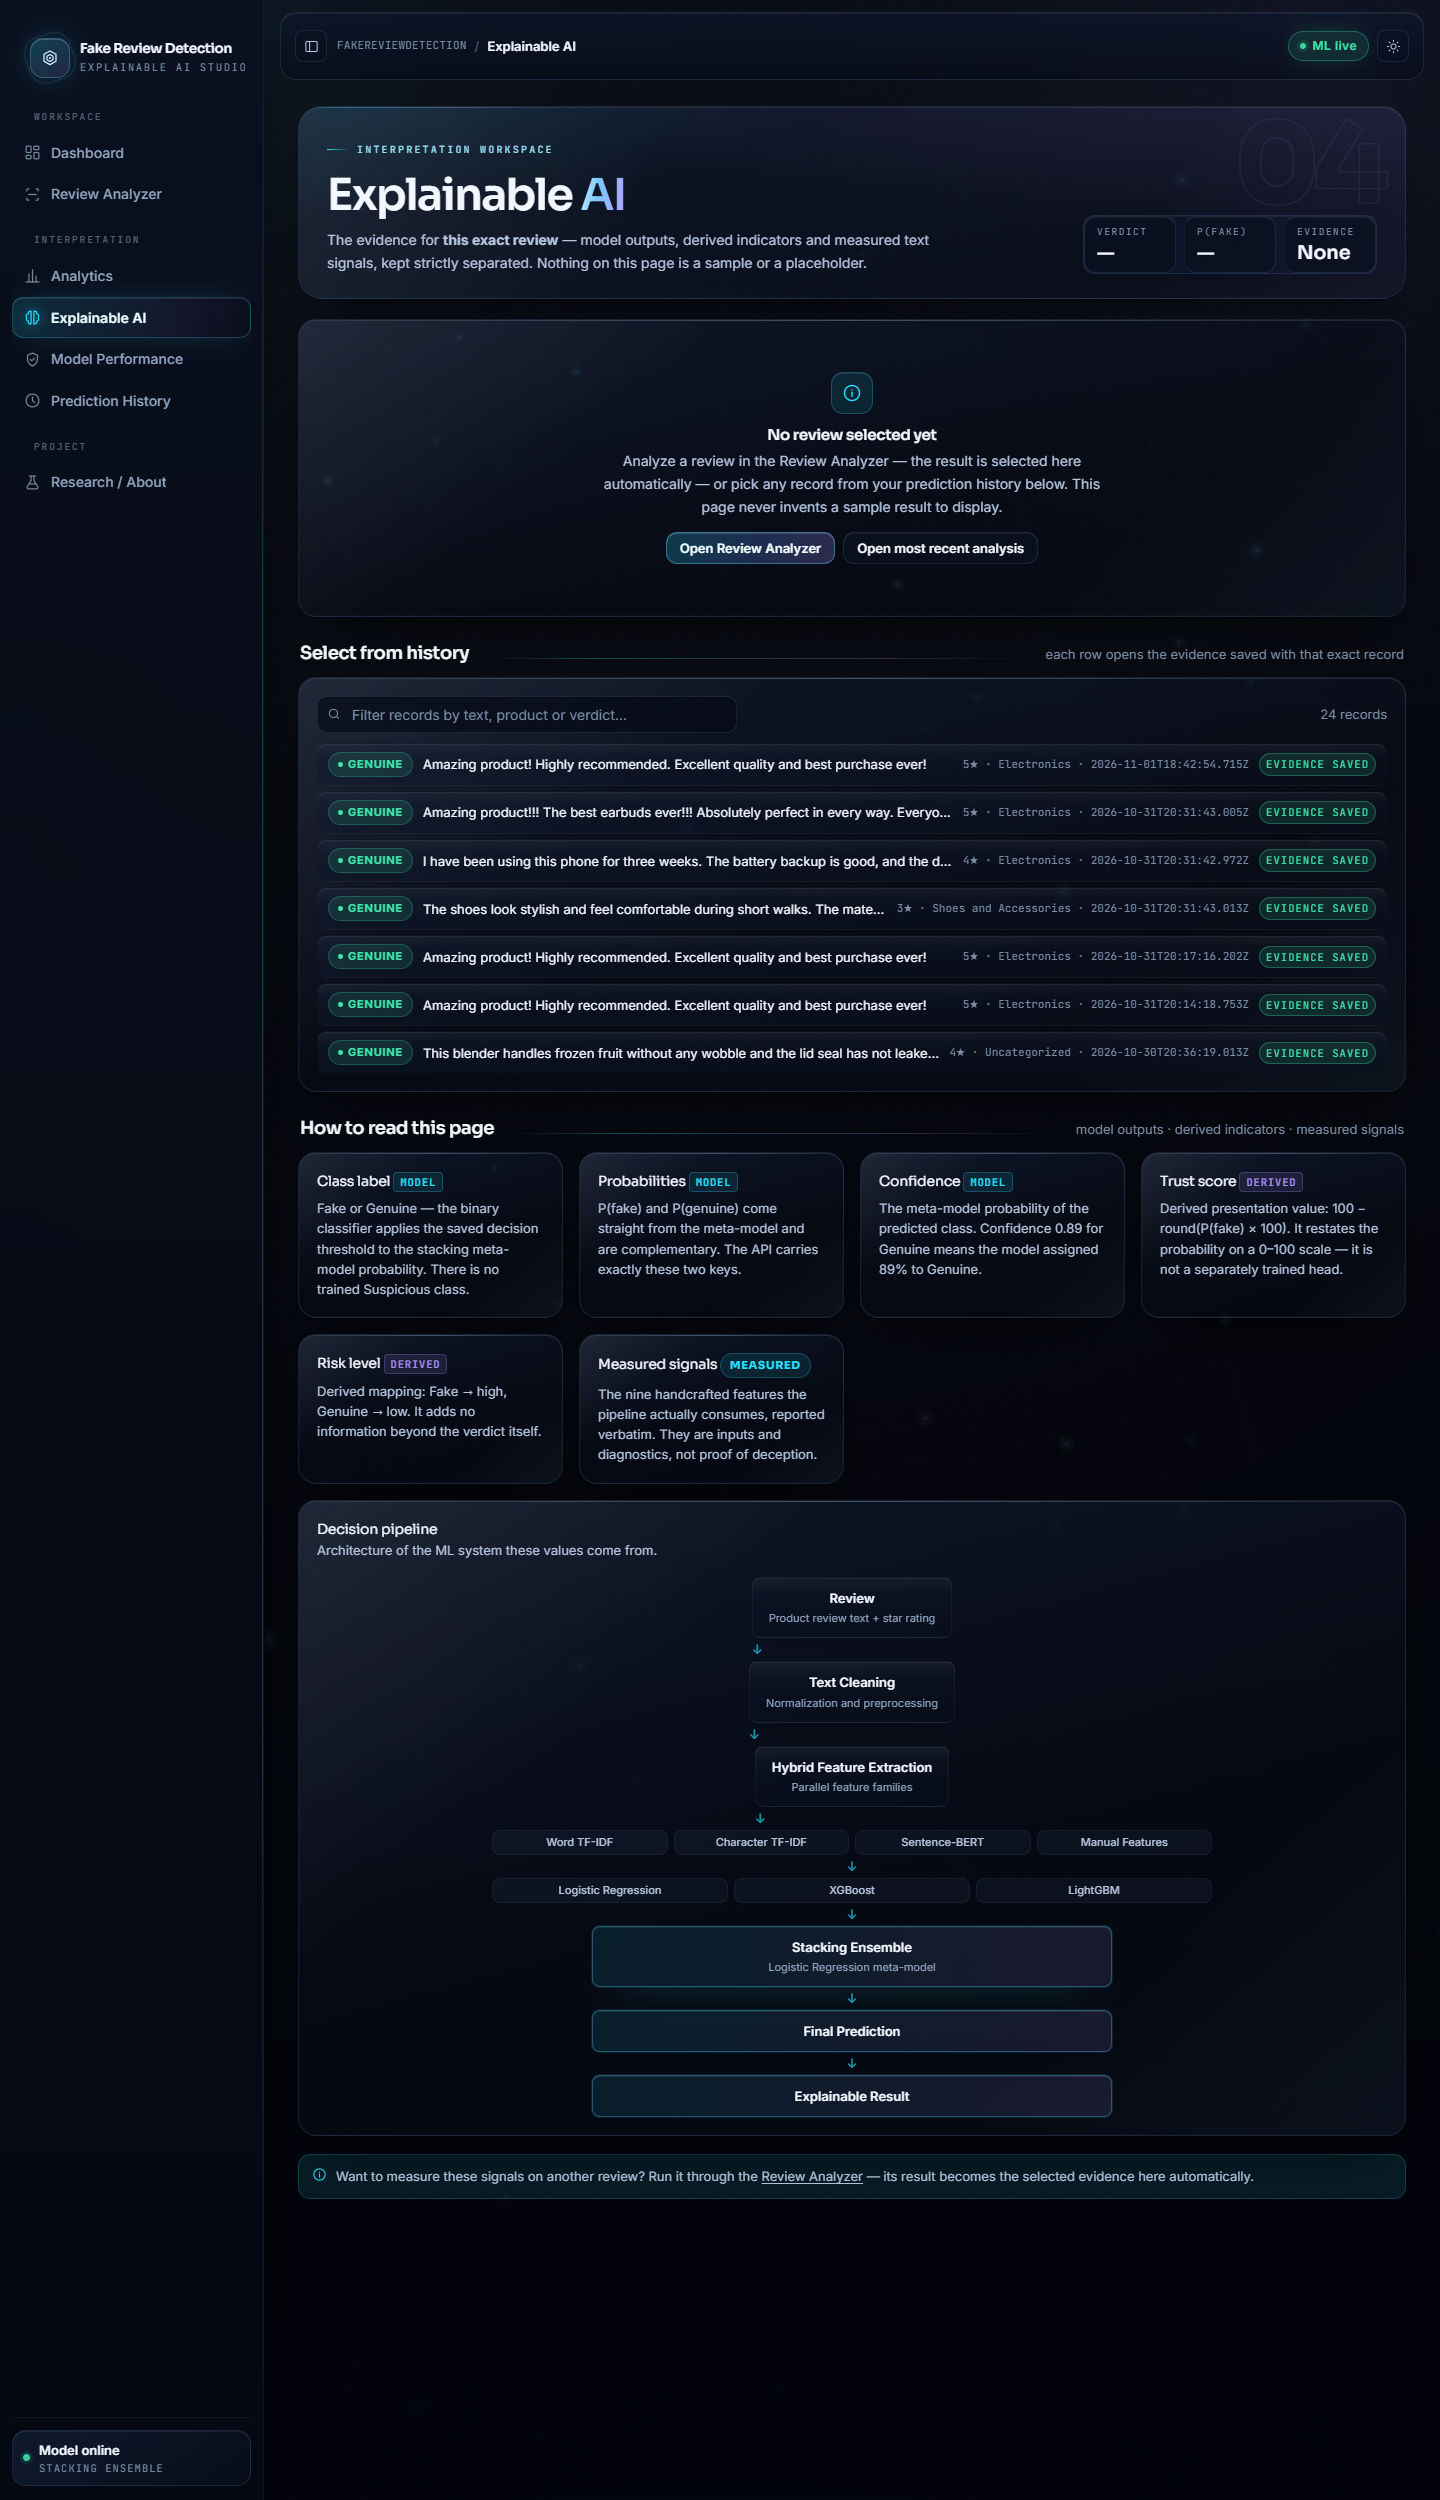 Fake Review Detection
EXPLAINABLE AI STUDIO
WORKSPACE
Dashboard
Review Analyzer
INTERPRETATION
Analytics
Explainable AI
Model Performance
Prediction History
PROJECT
Research / About
Model online
STACKING ENSEMBLE
FAKEREVIEWDETECTION / Explainable AI
ML live
04
INTERPRETATION WORKSPACE
Explainable AI
The evidence for this exact review — model outputs, derived indicators and measured text
signals, kept strictly separated. Nothing on this page is a sample or a placeholder.
VERDICT
—
P(FAKE)
—
EVIDENCE
None
No review selected yet
Analyze a review in the Review Analyzer — the result is selected here
automatically — or pick any record from your prediction history below. This
page never invents a sample result to display.
Open Review Analyzer
Open most recent analysis
Select from history
each row opens the evidence saved with that exact record
Filter records by text, product or verdict...
24 records
GENUINE Amazing product! Highly recommended. Excellent quality and best purchase ever! 5★ · Electronics · 2026-11-01T18:42:54.715Z EVIDENCE SAVED
GENUINE Amazing product!!! The best earbuds ever!!! Absolutely perfect in every way. Everyo... 5★ · Electronics · 2026-10-31T20:31:43.005Z EVIDENCE SAVED
GENUINE I have been using this phone for three weeks. The battery backup is good, and the d... 4★ · Electronics · 2026-10-31T20:31:42.972Z EVIDENCE SAVED
GENUINE The shoes look stylish and feel comfortable during short walks. The mate... 3★ · Shoes and Accessories · 2026-10-31T20:31:43.013Z EVIDENCE SAVED
GENUINE Amazing product! Highly recommended. Excellent quality and best purchase ever! 5★ · Electronics · 2026-10-31T20:17:16.202Z EVIDENCE SAVED
GENUINE Amazing product! Highly recommended. Excellent quality and best purchase ever! 5★ · Electronics · 2026-10-31T20:14:18.753Z EVIDENCE SAVED
GENUINE This blender handles frozen fruit without any wobble and the lid seal has not leake... 4★ · Uncategorized · 2026-10-30T20:36:19.013Z EVIDENCE SAVED
How to read this page
model outputs · derived indicators · measured signals
Class label MODEL
Fake or Genuine — the binary
classifier applies the saved decision
threshold to the stacking meta-
model probability. There is no
trained Suspicious class.
Probabilities MODEL
P(fake) and P(genuine) come
straight from the meta-model and
are complementary. The API carries
exactly these two keys.
Confidence MODEL
The meta-model probability of the
predicted class. Confidence 0.89 for
Genuine means the model assigned
89% to Genuine.
Trust score DERIVED
Derived presentation value: 100 −
round(P(fake) × 100). It restates the
probability on a 0–100 scale — it is
not a separately trained head.
Risk level DERIVED
Derived mapping: Fake → high,
Genuine → low. It adds no
information beyond the verdict itself.
Measured signals MEASURED
The nine handcrafted features the
pipeline actually consumes, reported
verbatim. They are inputs and
diagnostics, not proof of deception.
Decision pipeline
Architecture of the ML system these values come from.
Review
Product review text + star rating
↓
Text Cleaning
Normalization and preprocessing
↓
Hybrid Feature Extraction
Parallel feature families
↓
Word TF-IDF
Character TF-IDF
Sentence-BERT
Manual Features
↓
Logistic Regression
XGBoost
LightGBM
↓
Stacking Ensemble
Logistic Regression meta-model
↓
Final Prediction
↓
Explainable Result
Want to measure these signals on another review? Run it through the Review Analyzer — its result becomes the selected evidence here automatically.